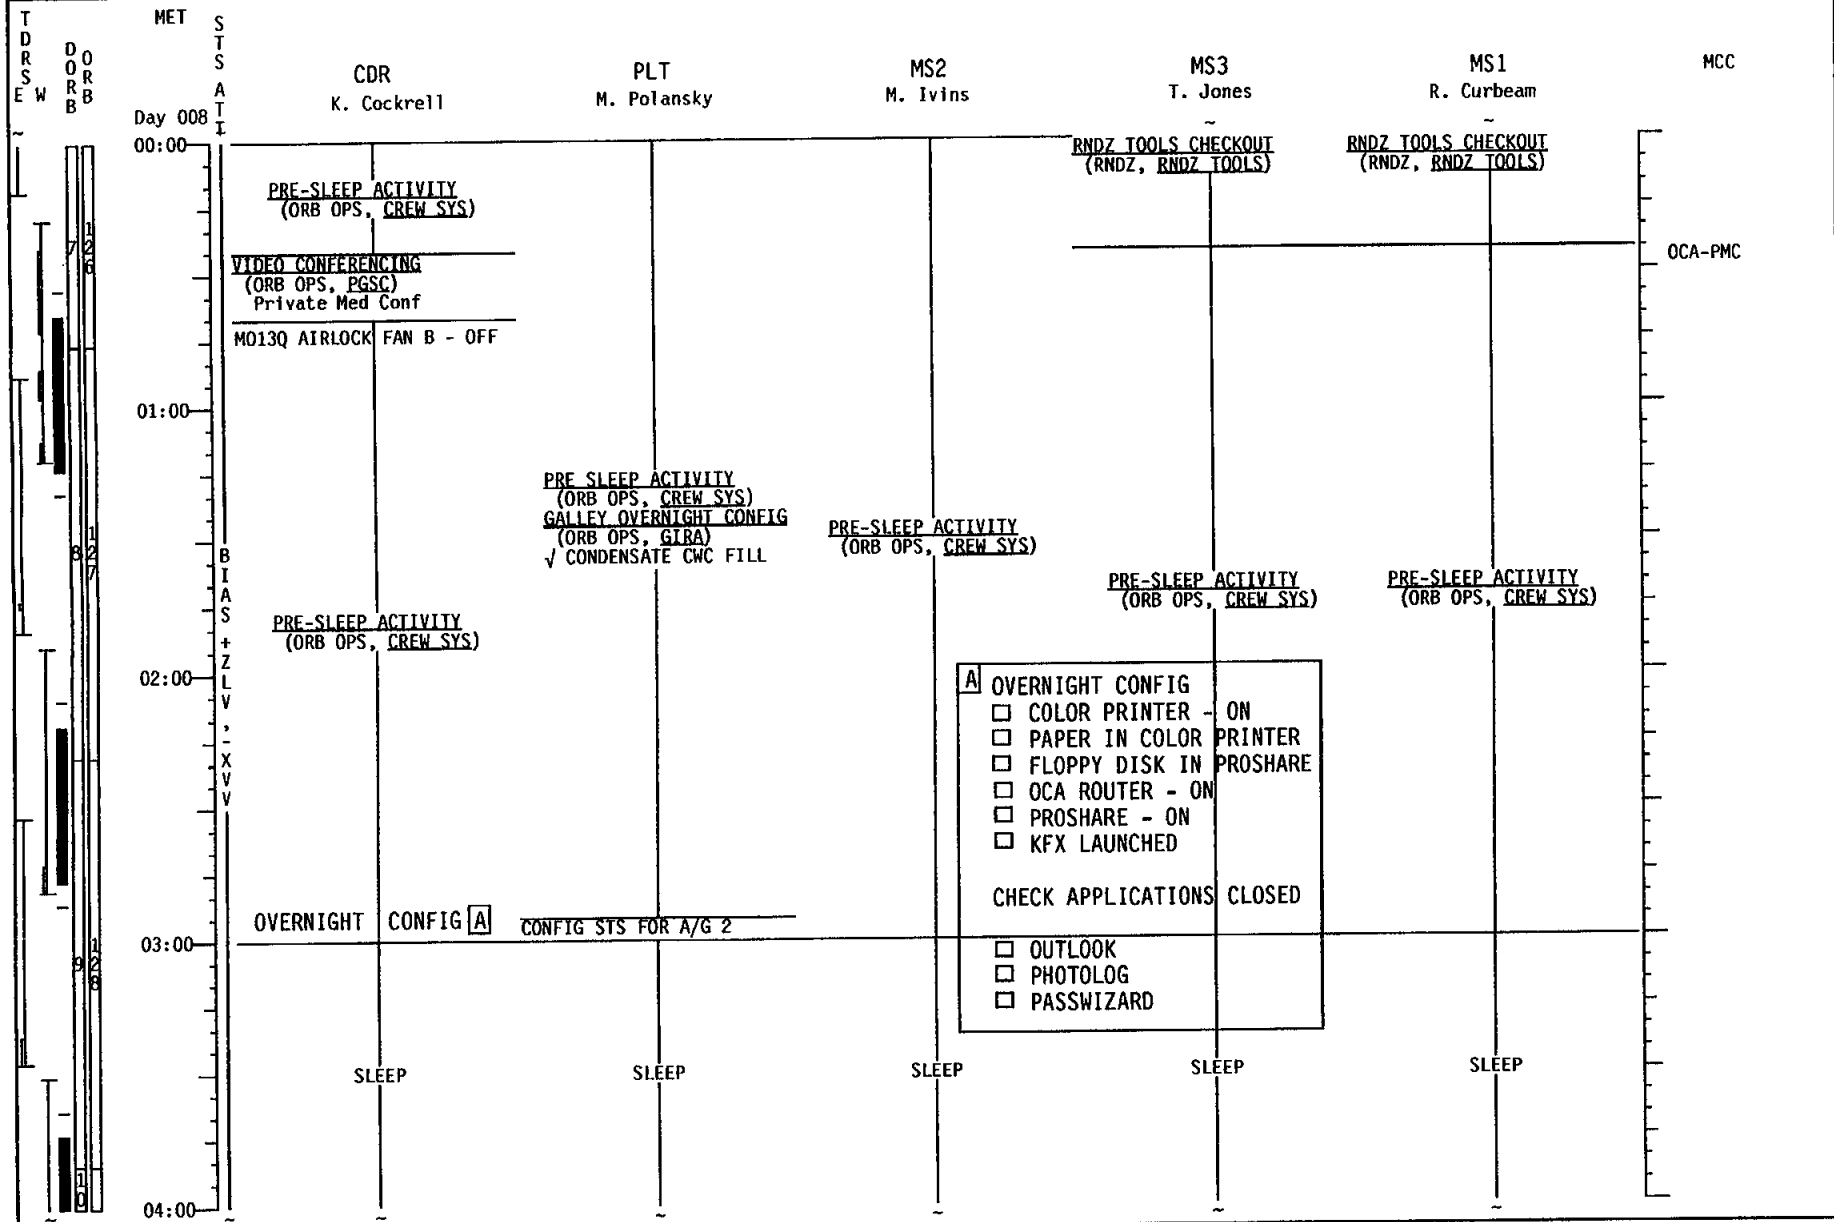 TDRS
E W
DORB
ORB
MET
STS ATT
CDR
K. Cockrell
PLT
M. Polansky
MS2
M. Ivins
MS3
T. Jones
MS1
R. Curbeam
MCC
Day 008
00:00
RNDZ TOOLS CHECKOUT
(RNDZ, RNDZ TOOLS)
RNDZ TOOLS CHECKOUT
(RNDZ, RNDZ TOOLS)
PRE-SLEEP ACTIVITY
(ORB OPS, CREW SYS)
7
126
OCA-PMC
VIDEO CONFERENCING
(ORB OPS, PGSC)
Private Med Conf
M013Q AIRLOCK FAN B - OFF
01:00
PRE SLEEP ACTIVITY
(ORB OPS, CREW SYS)
GALLEY OVERNIGHT CONFIG
(ORB OPS, GIRA)
√ CONDENSATE CWC FILL
PRE-SLEEP ACTIVITY
(ORB OPS, CREW SYS)
8
127
PRE-SLEEP ACTIVITY
(ORB OPS, CREW SYS)
PRE-SLEEP ACTIVITY
(ORB OPS, CREW SYS)
PRE-SLEEP ACTIVITY
(ORB OPS, CREW SYS)
BIAS +ZLV,-XVV
02:00
A OVERNIGHT CONFIG
☐ COLOR PRINTER - ON
☐ PAPER IN COLOR PRINTER
☐ FLOPPY DISK IN PROSHARE
☐ OCA ROUTER - ON
☐ PROSHARE - ON
☐ KFX LAUNCHED
CHECK APPLICATIONS CLOSED
☐ OUTLOOK
☐ PHOTOLOG
☐ PASSWIZARD
OVERNIGHT CONFIG A
CONFIG STS FOR A/G 2
03:00
9
128
SLEEP
SLEEP
SLEEP
SLEEP
SLEEP
10
04:00